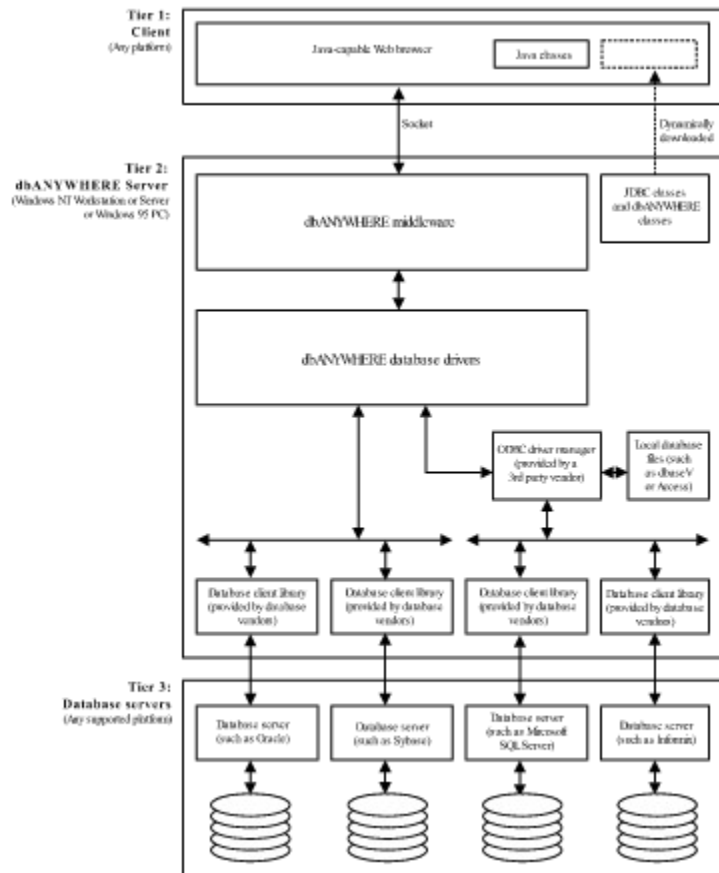 Tier 1:
Client
(Any platform)
Java-capable Web browser
Java classes
Socket
Dynamically
downloaded
Tier 2:
dbANYWHERE Server
(Windows NT Workstation or Server
or Windows 95 PC)
dbANYWHERE middleware
JDBC classes
and dbANYWHERE
classes
dbANYWHERE database drivers
ODBC driver manager
(provided by a
3rd party vendor)
Local database
files (such
as dbaseV
or Access)
Database client library
(provided by database
vendors)
Database client library
(provided by database
vendors)
Database client library
(provided by database
vendors)
Database client library
(provided by database
vendors)
Tier 3:
Database servers
(Any supported platform)
Database server
(such as Oracle)
Database server
(such as Sybase)
Database server
(such as Microsoft
SQL Server)
Database server
(such as Informix)